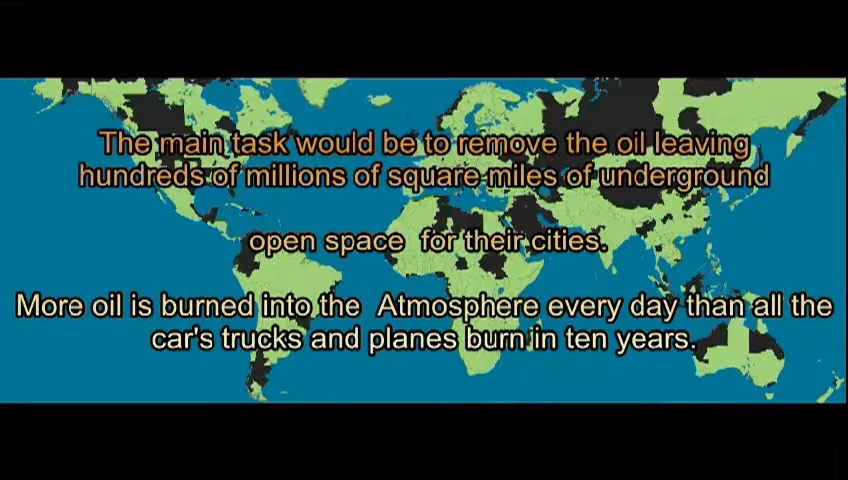 The main task would be to remove the oil leaving
hundreds of millions of square miles of underground
open space for their cities.
More oil is burned into the Atmosphere every day than all the
car's trucks and planes burn in ten years.